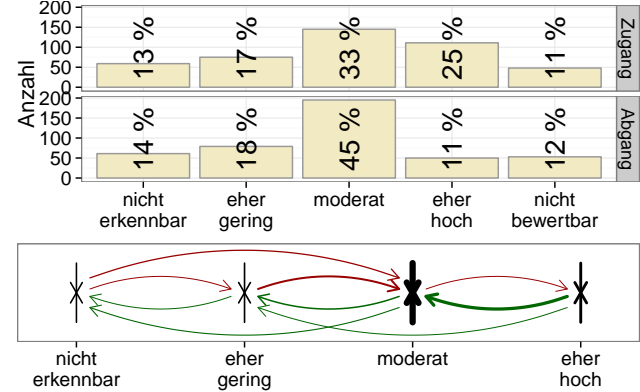 200
150
100
50
0
13 %
17 %
33 %
25 %
11 %
Zugang
Anzahl
200
150
100
50
0
14 %
18 %
45 %
11 %
12 %
Abgang
nicht
erkennbar
eher
gering
moderat
eher
hoch
nicht
bewertbar
nicht
erkennbar
eher
gering
moderat
eher
hoch